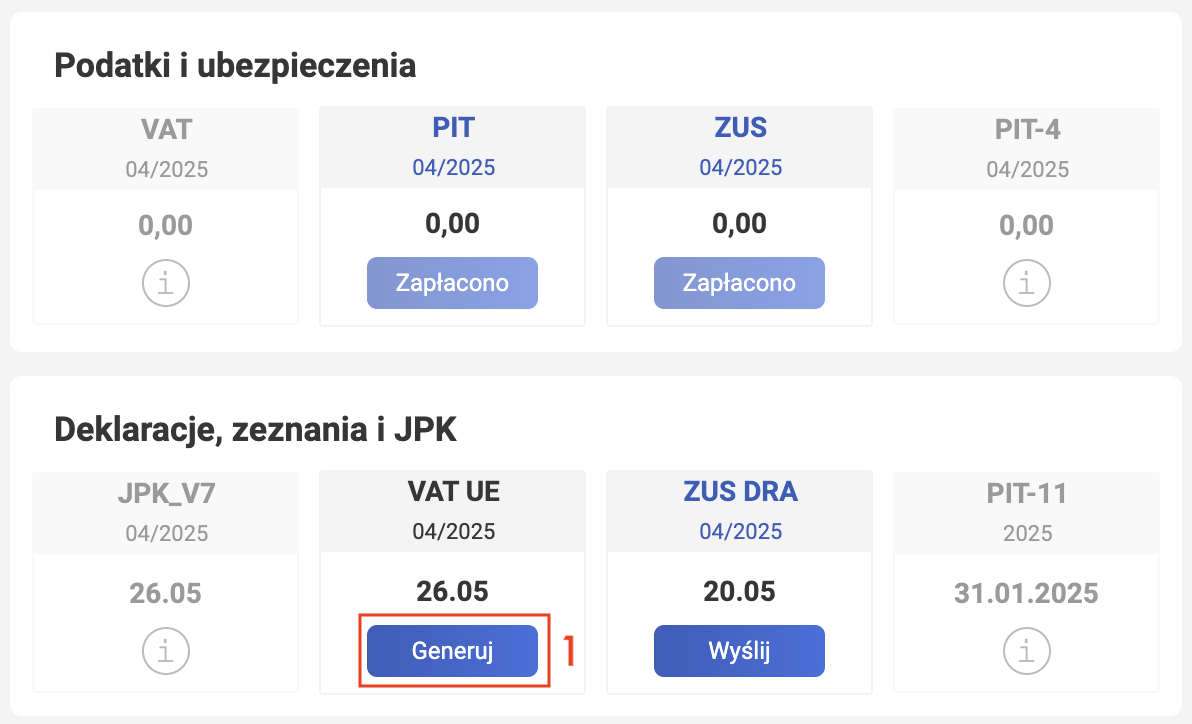 Podatki i ubezpieczenia
VAT
04/2025
0,00
i
PIT
04/2025
0,00
Zapłacono
ZUS
04/2025
0,00
Zapłacono
PIT-4
04/2025
0,00
i
Deklaracje, zeznania i JPK
JPK_V7
04/2025
26.05
i
VAT UE
04/2025
26.05
Generuj
1
ZUS DRA
04/2025
20.05
Wyślij
PIT-11
2025
31.01.2025
i